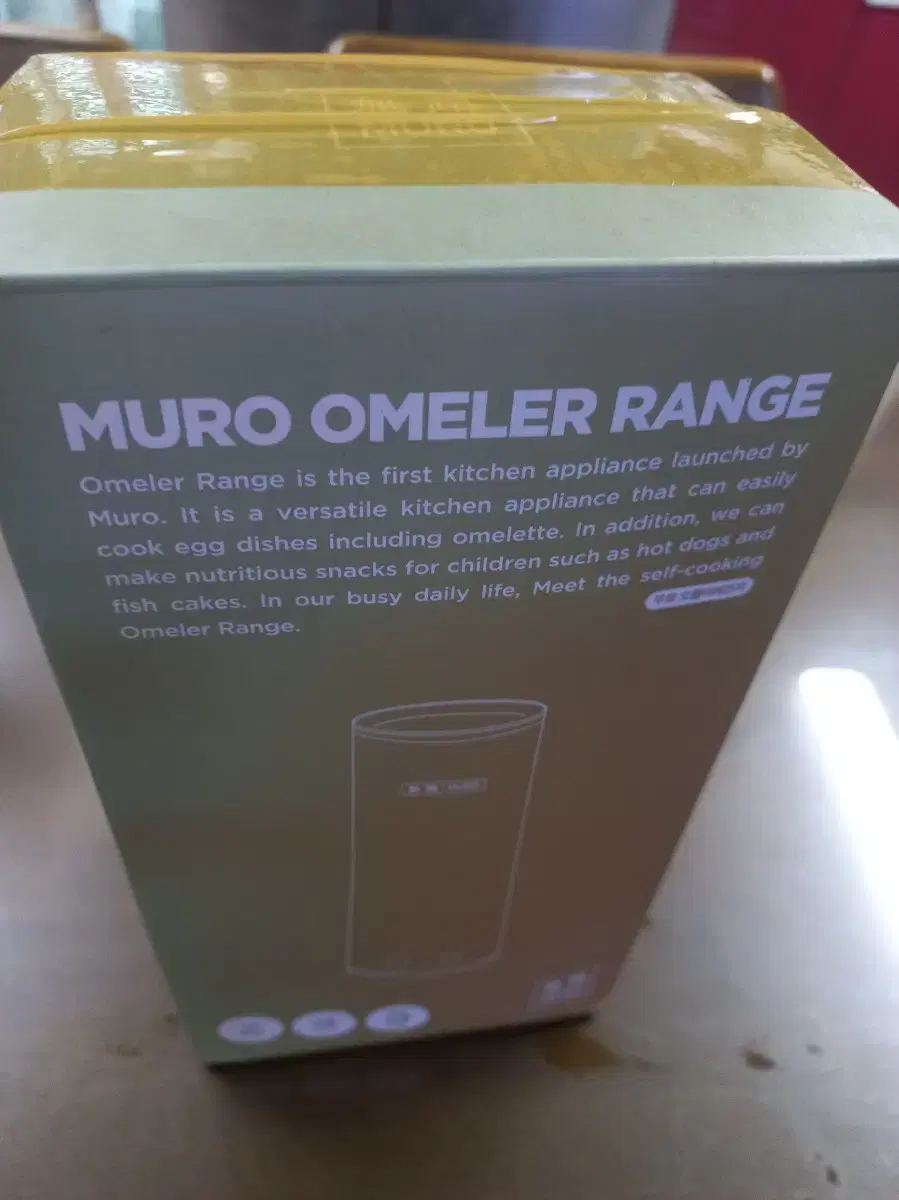 MURO OMELER RANGE
Omeler Range is the first kitchen appliance launched by
Muro. It is a versatile kitchen appliance that can easily
cook egg dishes including omelette. In addition, we can
make nutritious snacks for children such as hot dogs and
fish cakes. In our busy daily life, Meet the self-cooking
Omeler Range.